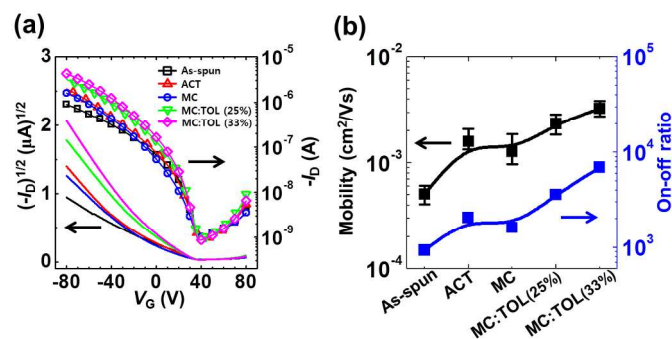 (a)
(b)
3
2
1
0
(-I_D)^1/2 (μA)^1/2
-80
-40
0
40
80
V_G (V)
10^-5
10^-6
10^-7
10^-8
10^-9
-I_D (A)
As-spun
ACT
MC
MC:TOL (25%)
MC:TOL (33%)
10^-2
10^-3
10^-4
Mobility (cm^2/Vs)
As-spun
ACT
MC
MC:TOL(25%)
MC:TOL(33%)
10^5
10^4
10^3
On-off ratio